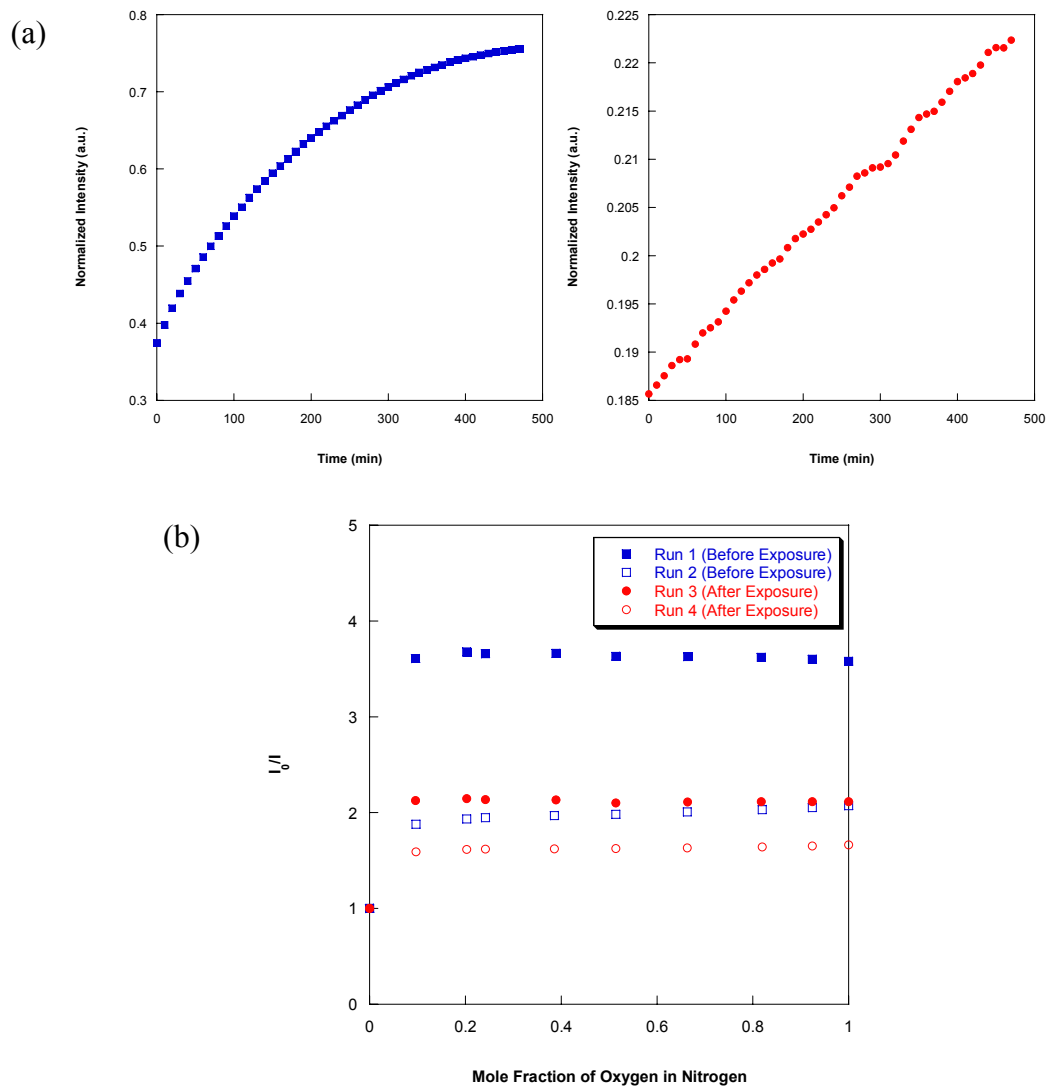 (a)
Normalized Intensity (a.u.)
0.8
0.7
0.6
0.5
0.4
0.3
0 100 200 300 400 500
Time (min)
Normalized Intensity (a.u.)
0.225
0.22
0.215
0.21
0.205
0.2
0.195
0.19
0.185
0 100 200 300 400 500
Time (min)
(b)
I0/I
5
4
3
2
1
0
Run 1 (Before Exposure)
Run 2 (Before Exposure)
Run 3 (After Exposure)
Run 4 (After Exposure)
0 0.2 0.4 0.6 0.8 1
Mole Fraction of Oxygen in Nitrogen